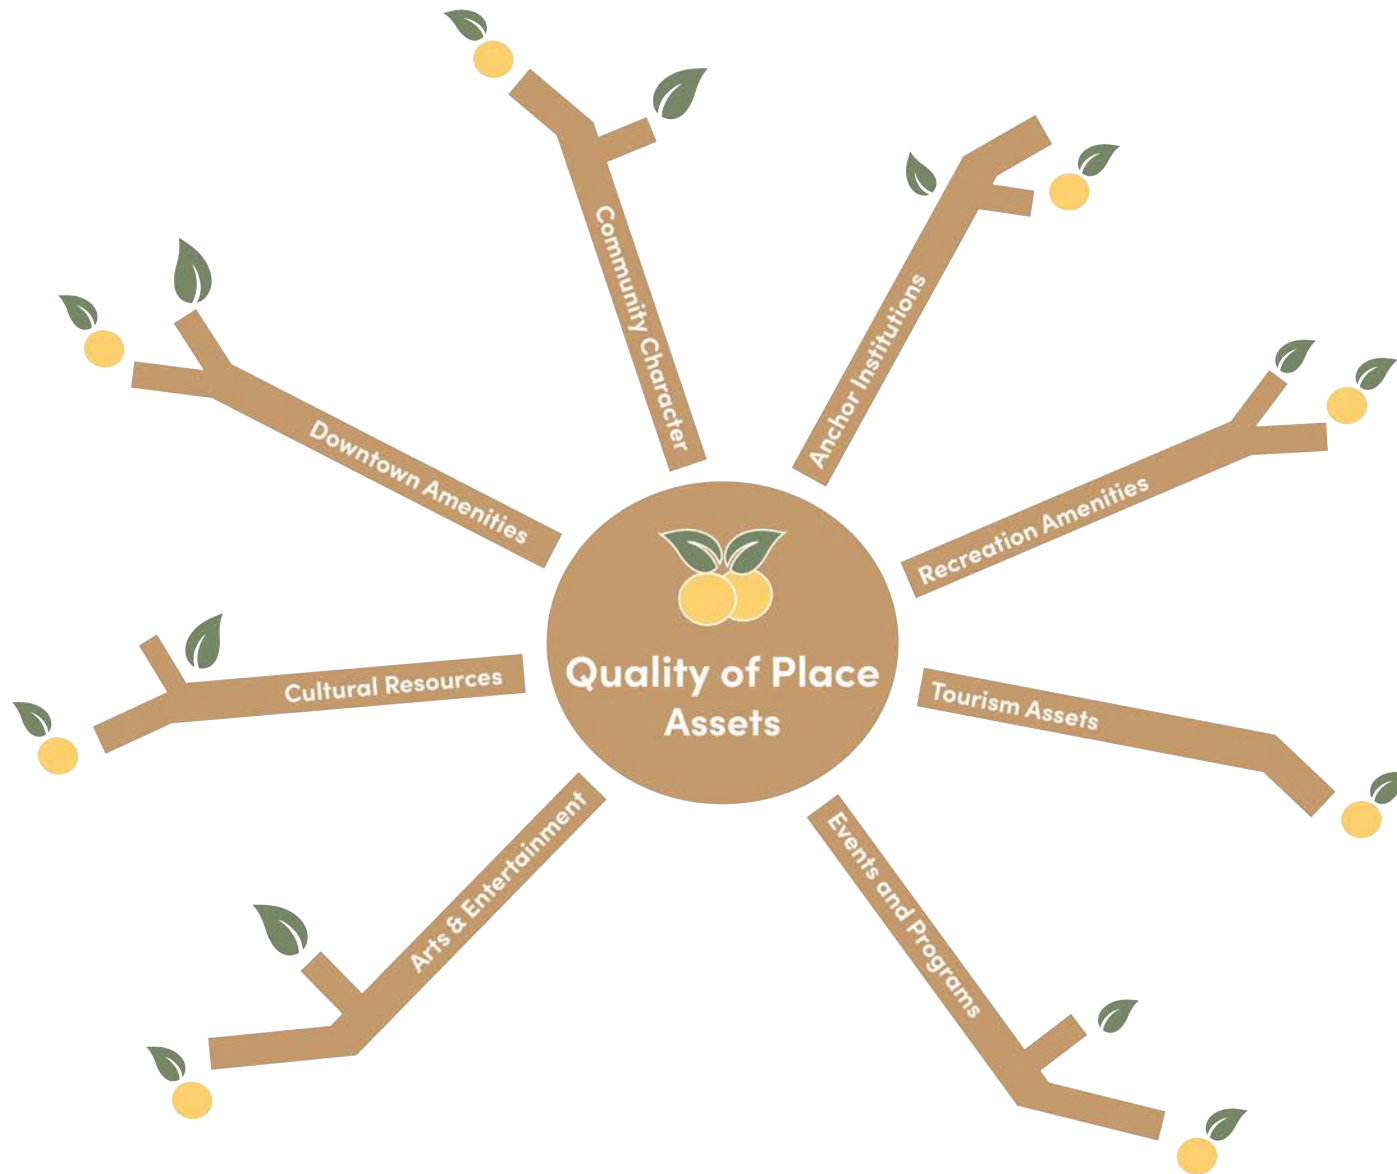 Community Character
Anchor Institutions
Downtown Amenities
Recreation Amenities
Quality of Place
Assets
Cultural Resources
Tourism Assets
Arts & Entertainment
Events and Programs